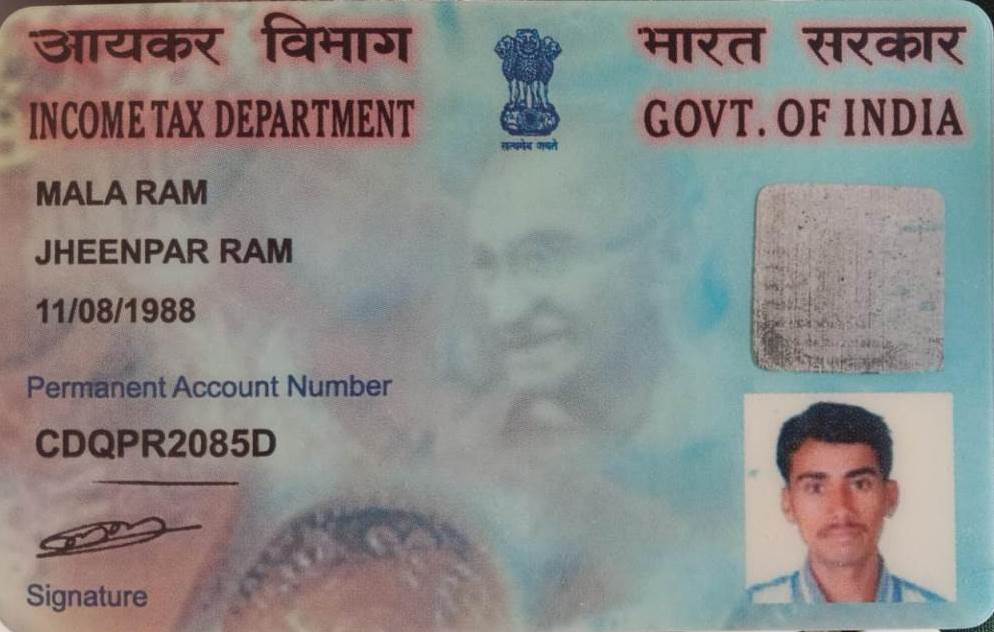 आयकर विभाग
INCOME TAX DEPARTMENT
सत्यमेव जयते
भारत सरकार
GOVT. OF INDIA
MALA RAM
JHEENPAR RAM
11/08/1988
Permanent Account Number
CDQPR2085D
Signature